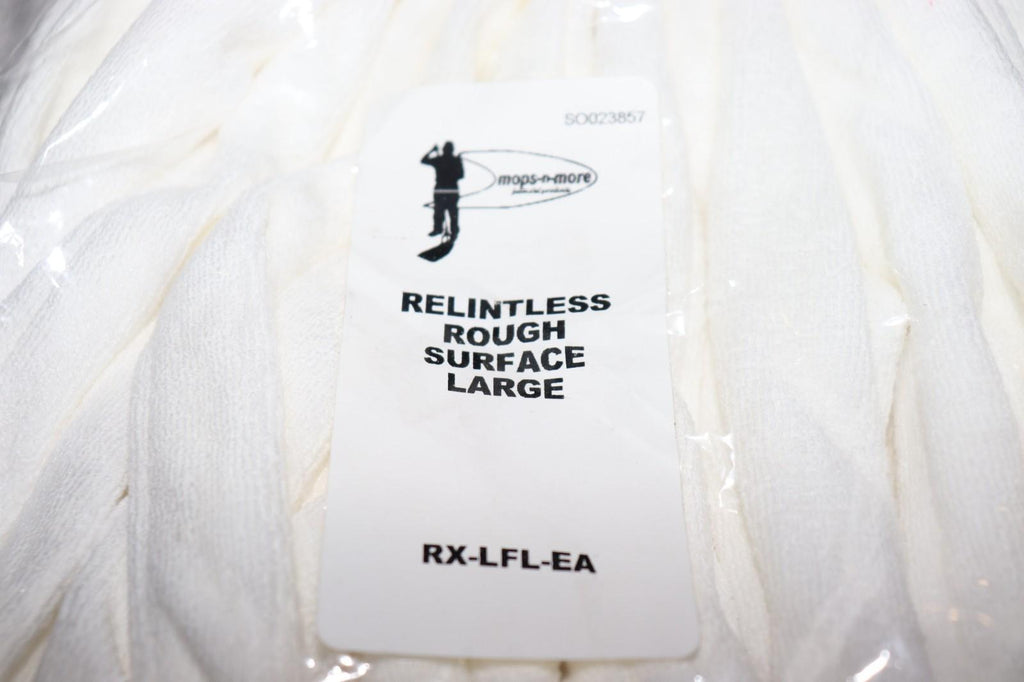 SO023857
mops-n-more
RELINTLESS
ROUGH
SURFACE
LARGE
RX-LFL-EA